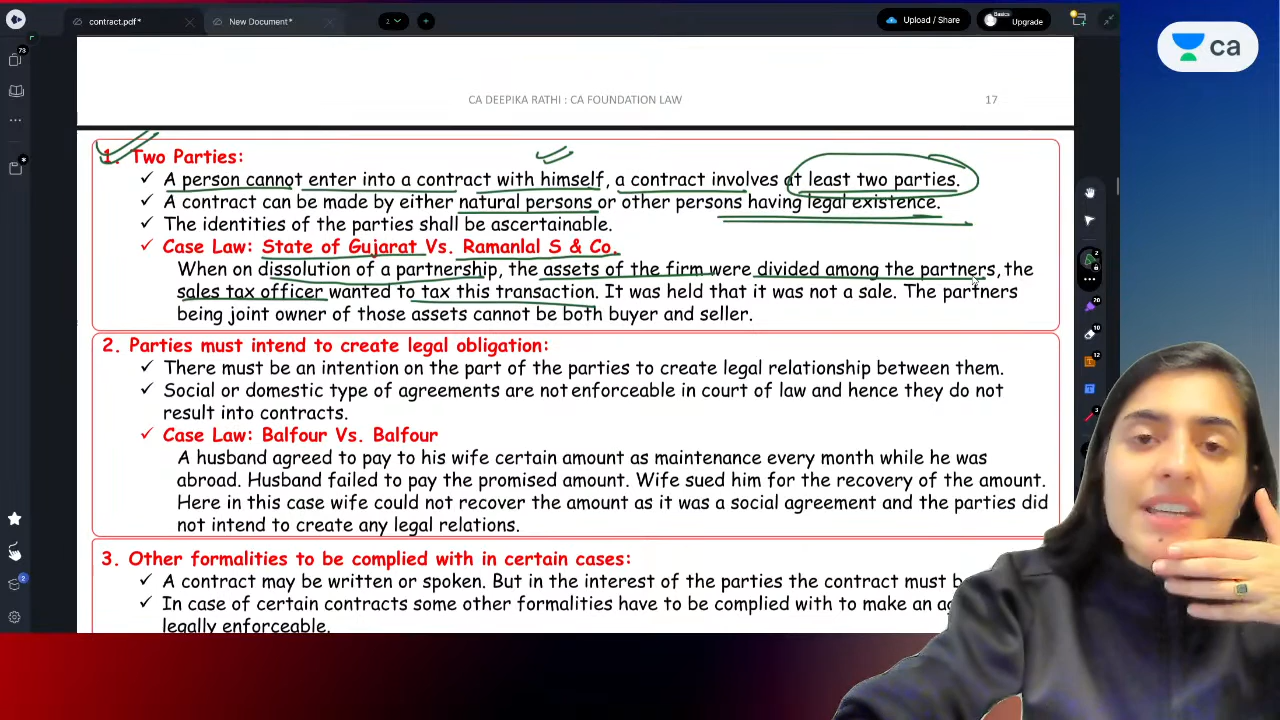 contract.pdf*
New Document*
2
Upload / Share
Basics
Upgrade
ca
73
CA DEEPIKA RATHI : CA FOUNDATION LAW
17
1. Two Parties:
✓ A person cannot enter into a contract with himself, a contract involves at least two parties.
✓ A contract can be made by either natural persons or other persons having legal existence.
✓ The identities of the parties shall be ascertainable.
✓ Case Law: State of Gujarat Vs. Ramanlal S & Co.
When on dissolution of a partnership, the assets of the firm were divided among the partners, the
sales tax officer wanted to tax this transaction. It was held that it was not a sale. The partners
being joint owner of those assets cannot be both buyer and seller.
2. Parties must intend to create legal obligation:
✓ There must be an intention on the part of the parties to create legal relationship between them.
✓ Social or domestic type of agreements are not enforceable in court of law and hence they do not
result into contracts.
✓ Case Law: Balfour Vs. Balfour
A husband agreed to pay to his wife certain amount as maintenance every month while he was
abroad. Husband failed to pay the promised amount. Wife sued him for the recovery of the amount.
Here in this case wife could not recover the amount as it was a social agreement and the parties did
not intend to create any legal relations.
3. Other formalities to be complied with in certain cases:
✓ A contract may be written or spoken. But in the interest of the parties the contract must
✓ In case of certain contracts some other formalities have to be complied with to make an
legally enforceable.
2
20
10
12
3
2